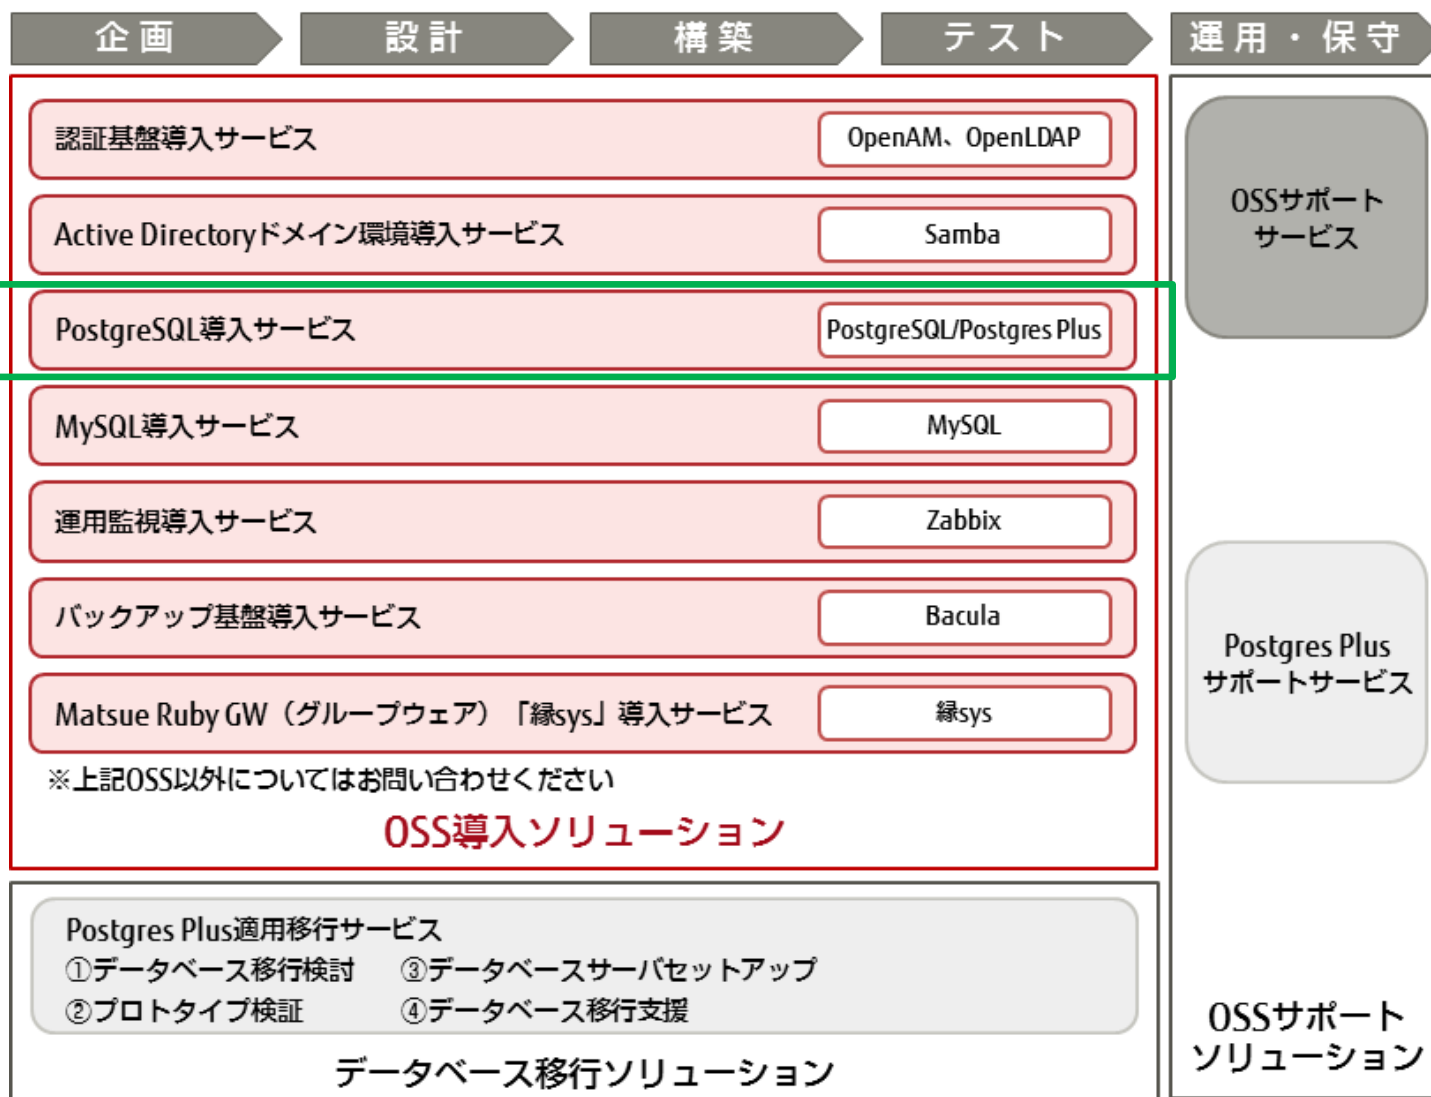 企画
設計
構築
テスト
運用・保守
認証基盤導入サービス
OpenAM、OpenLDAP
Active Directoryドメイン環境導入サービス
Samba
PostgreSQL導入サービス
PostgreSQL/Postgres Plus
MySQL導入サービス
MySQL
運用監視導入サービス
Zabbix
バックアップ基盤導入サービス
Bacula
Matsue Ruby GW（グループウェア）「縁sys」導入サービス
縁sys
※上記OSS以外についてはお問い合わせください
OSS導入ソリューション
Postgres Plus適用移行サービス
①データベース移行検討
③データベースサーバセットアップ
②プロトタイプ検証
④データベース移行支援
データベース移行ソリューション
OSSサポート
サービス
Postgres Plus
サポートサービス
OSSサポート
ソリューション